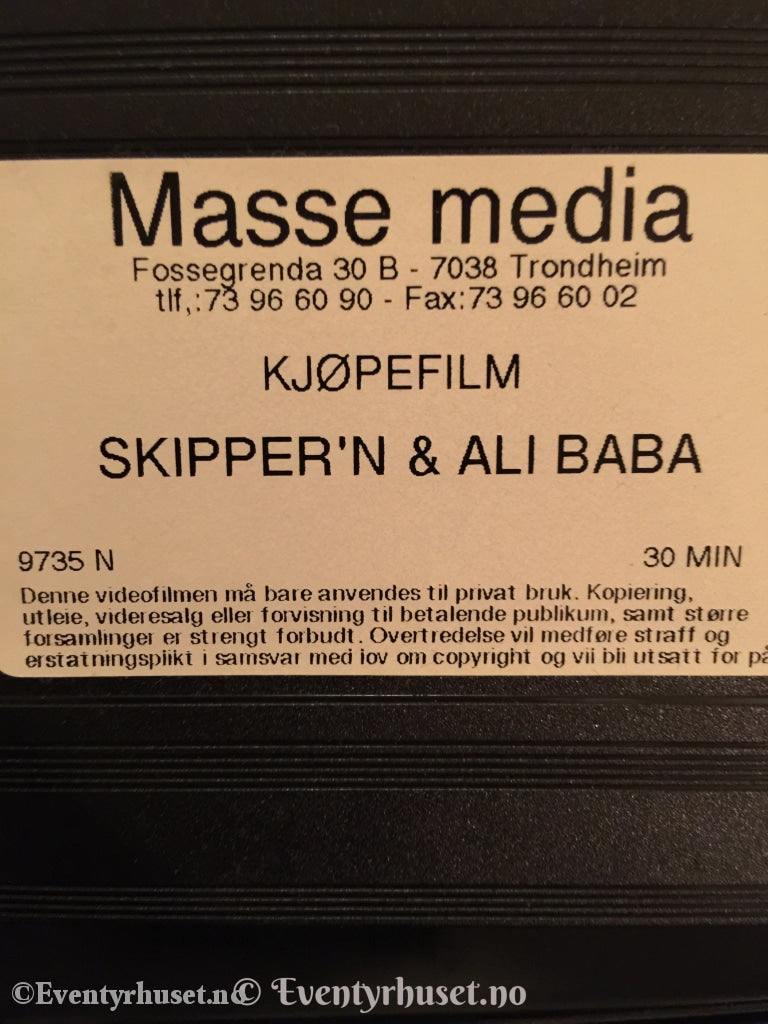 Masse media
Fossegrenda 30 B - 7038 Trondheim
tlf,:73 96 60 90 - Fax:73 96 60 02
KJØPEFILM
SKIPPER'N & ALI BABA
9735 N 30 MIN
Denne videofilmen må bare anvendes til privat bruk. Kopiering,
utleie, videresalg eller forvisning til betalende publikum, samt større
forsamlinger er strengt forbudt. Overtredelse vil medføre straff og
erstatningsplikt i samsvar med lov om copyright og vil bli utsatt for på
©Eventyrhuset.no © Eventyrhuset.no